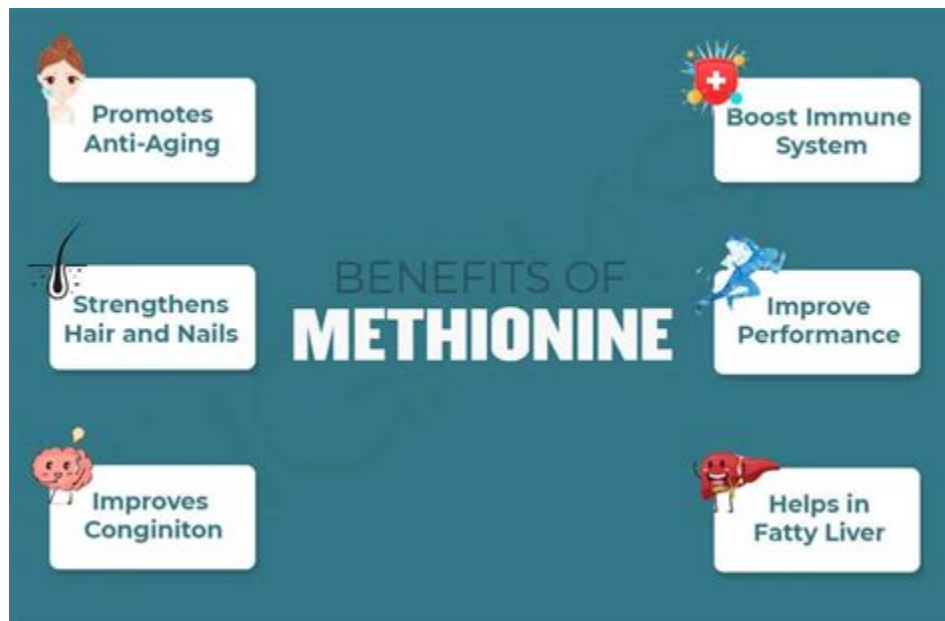 Promotes
Anti-Aging
Strengthens
Hair and Nails
Improves
Conginiton
BENEFITS OF
METHIONINE
Boost Immune
System
Improve
Performance
Helps in
Fatty Liver